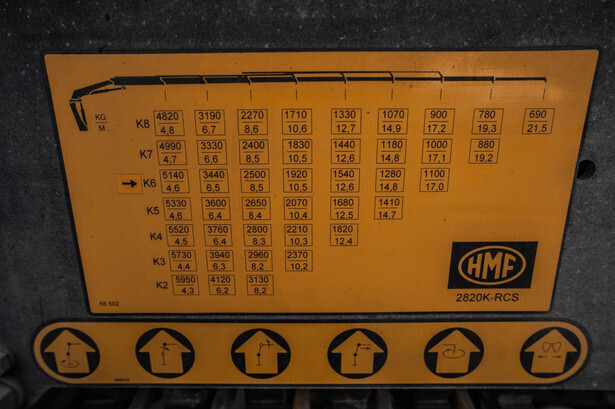 KG
M.
K8 4820 4,8 3190 6,7 2270 8,6 1710 10,6 1330 12,7 1070 14,9 900 17,2 780 19,3 690 21,5
K7 4990 4,7 3330 6,6 2400 8,5 1830 10,5 1440 12,6 1180 14,8 1000 17,1 880 19,2
K6 5140 4,6 3440 6,5 2500 8,5 1920 10,5 1540 12,6 1280 14,8 1100 17,0
K5 5330 4,6 3600 6,4 2650 8,4 2070 10,4 1680 12,5 1410 14,7
K4 5520 4,5 3760 6,4 2800 8,3 2210 10,3 1820 12,4
K3 5730 4,4 3940 6,3 2960 8,2 2370 10,2
K2 5950 4,3 4120 6,2 3130 8,2
HMF
2820K-RCS
68 502